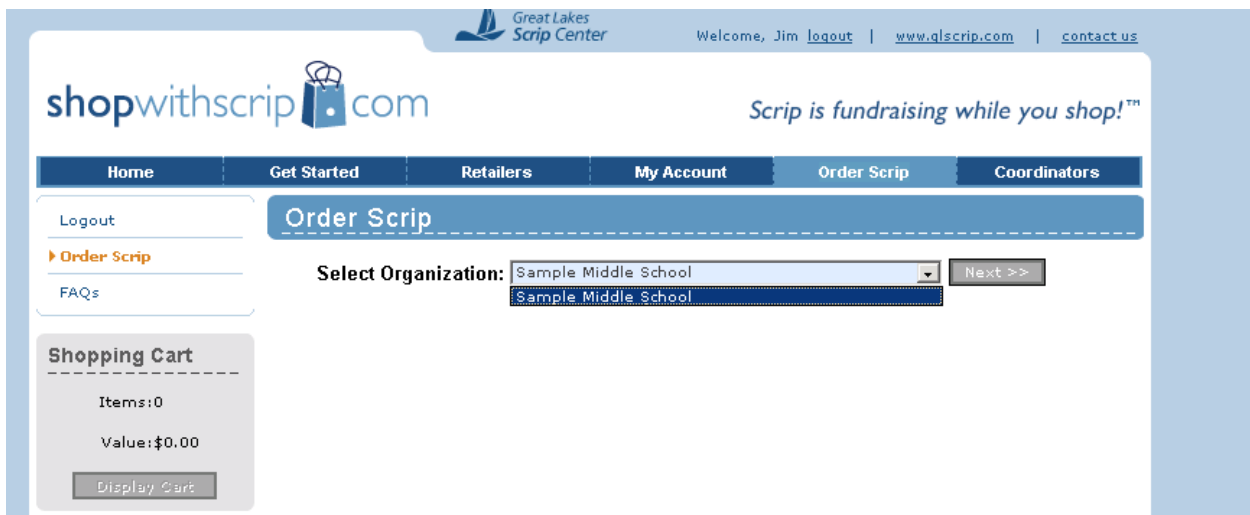 Great Lakes
Scrip Center
Welcome, Jim logout | www.glscrip.com | contact us
shopwithscrip.com
Scrip is fundraising while you shop!™
Home Get Started Retailers My Account Order Scrip Coordinators
Logout
Order Scrip
FAQs
Order Scrip
Select Organization: Sample Middle School Next >>
Sample Middle School
Shopping Cart
Items:0
Value:$0.00
Display Cart